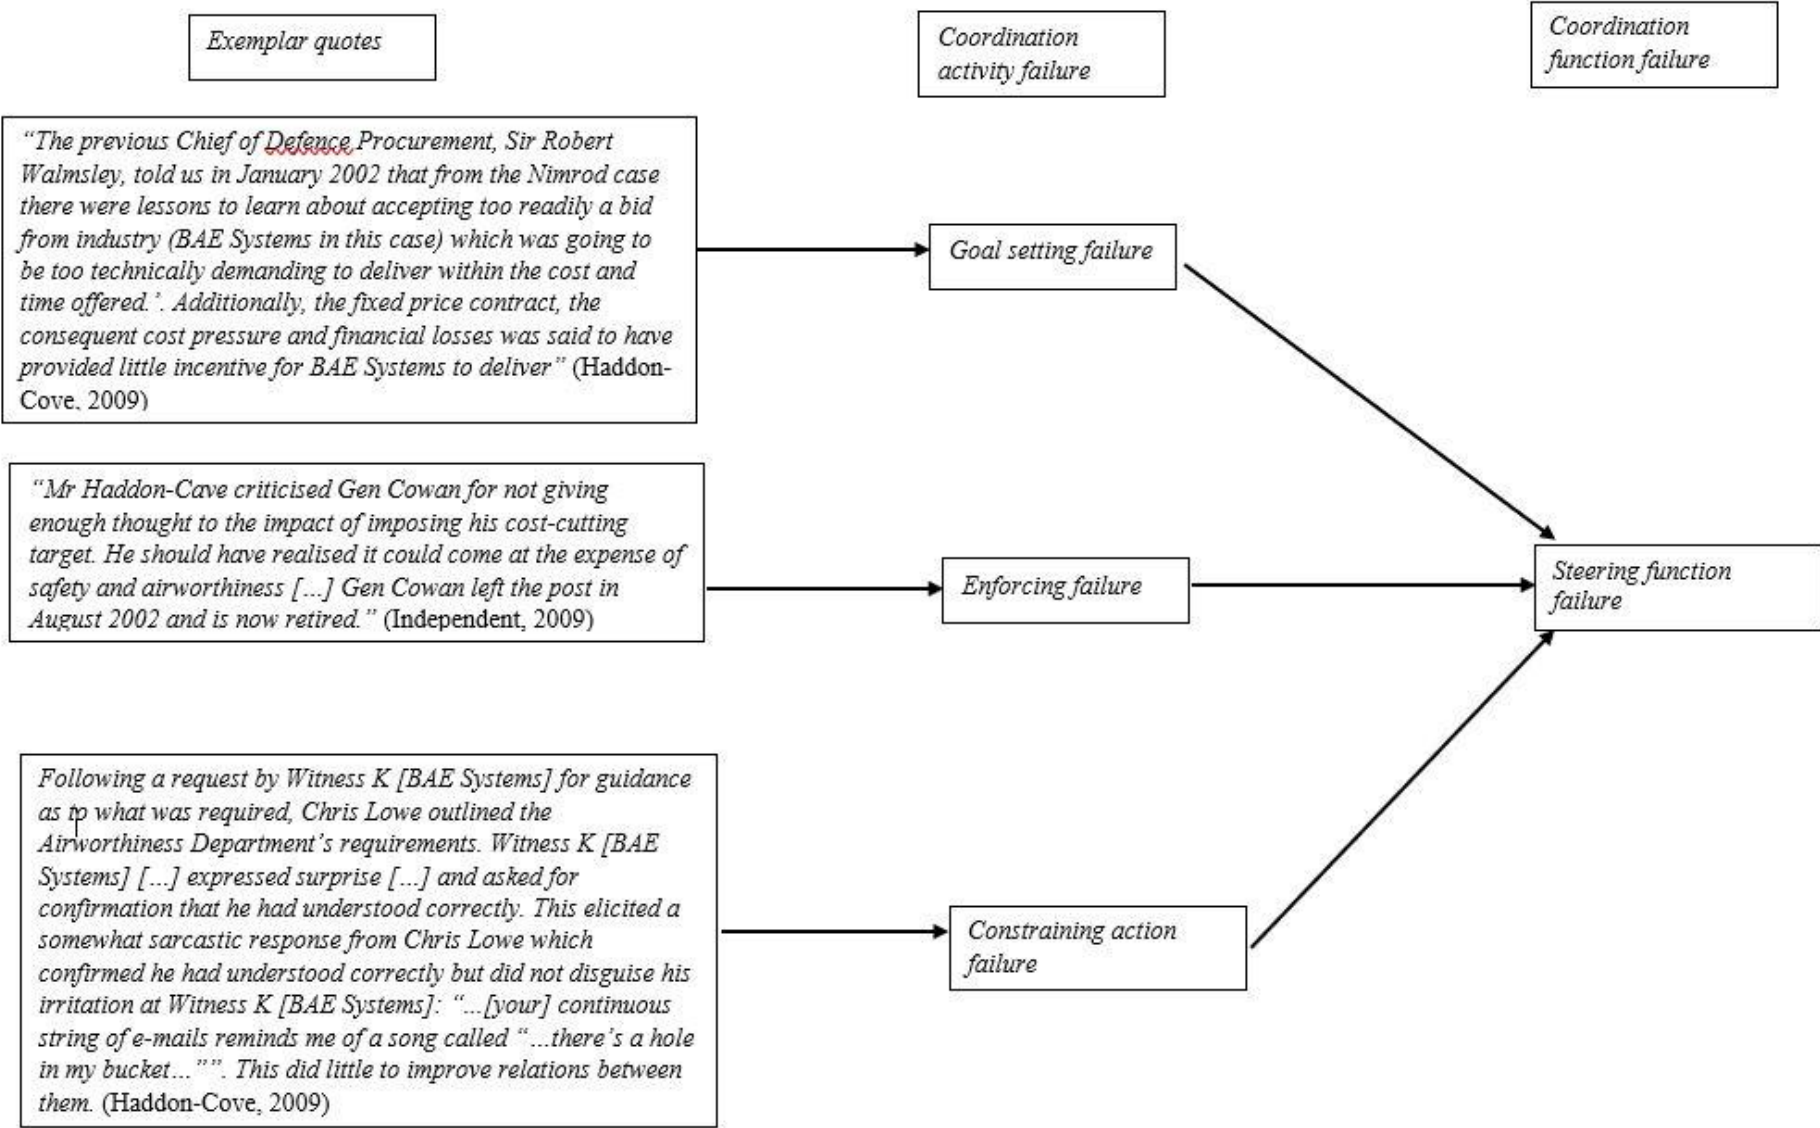 Exemplar quotes
Coordination
activity failure
Coordination
function failure
“The previous Chief of Defence Procurement, Sir Robert
Walmsley, told us in January 2002 that from the Nimrod case
there were lessons to learn about accepting too readily a bid
from industry (BAE Systems in this case) which was going to
be too technically demanding to deliver within the cost and
time offered.’. Additionally, the fixed price contract, the
consequent cost pressure and financial losses was said to have
provided little incentive for BAE Systems to deliver” (Haddon-
Cove, 2009)
Goal setting failure
“Mr Haddon-Cave criticised Gen Cowan for not giving
enough thought to the impact of imposing his cost-cutting
target. He should have realised it could come at the expense of
safety and airworthiness […] Gen Cowan left the post in
August 2002 and is now retired.” (Independent, 2009)
Enforcing failure
Steering function
failure
Following a request by Witness K [BAE Systems] for guidance
as to what was required, Chris Lowe outlined the
Airworthiness Department’s requirements. Witness K [BAE
Systems] […] expressed surprise […] and asked for
confirmation that he had understood correctly. This elicited a
somewhat sarcastic response from Chris Lowe which
confirmed he had understood correctly but did not disguise his
irritation at Witness K [BAE Systems]: “…[your] continuous
string of e-mails reminds me of a song called “…there’s a hole
in my bucket…””. This did little to improve relations between
them. (Haddon-Cove, 2009)
Constraining action
failure